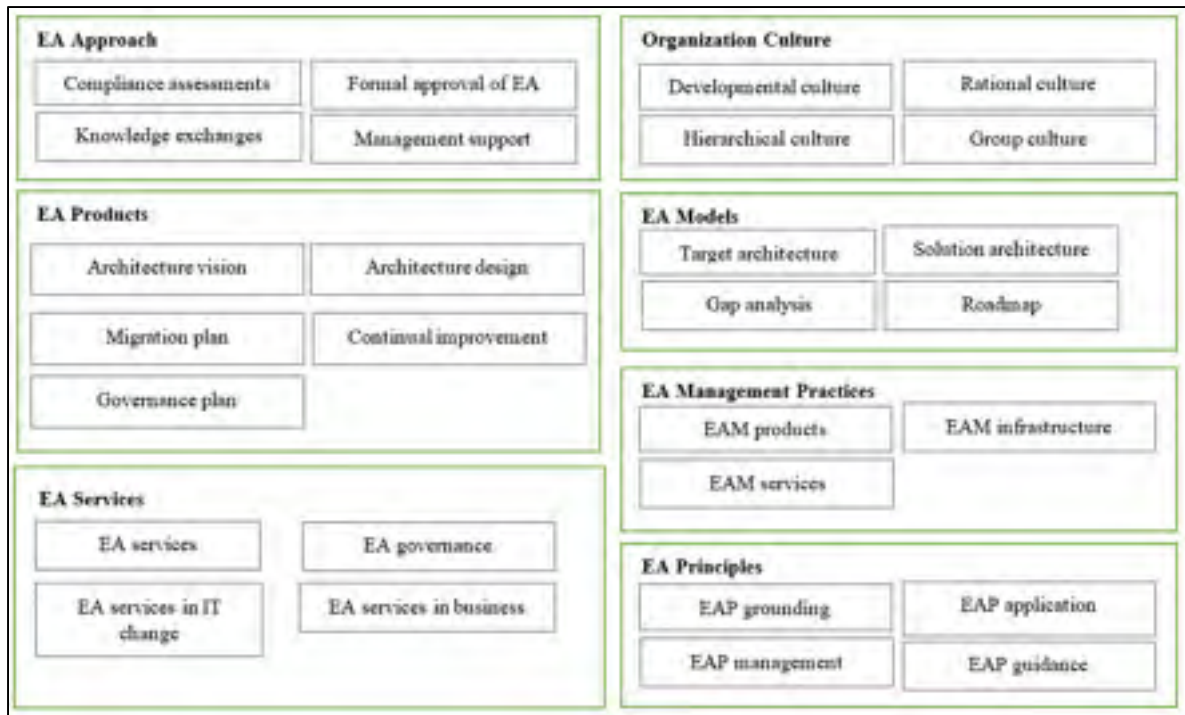 EA Approach
Compliance assessments
Formal approval of EA
Knowledge exchanges
Management support
EA Products
Architecture vision
Architecture design
Migration plan
Continual improvement
Governance plan
EA Services
EA services
EA governance
EA services in IT
change
EA services in business
Organization Culture
Developmental culture
Rational culture
Hierarchical culture
Group culture
EA Models
Target architecture
Solution architecture
Gap analysis
Roadmap
EA Management Practices
EAM products
EAM infrastructure
EAM services
EA Principles
EAP grounding
EAP application
EAP management
EAP guidance